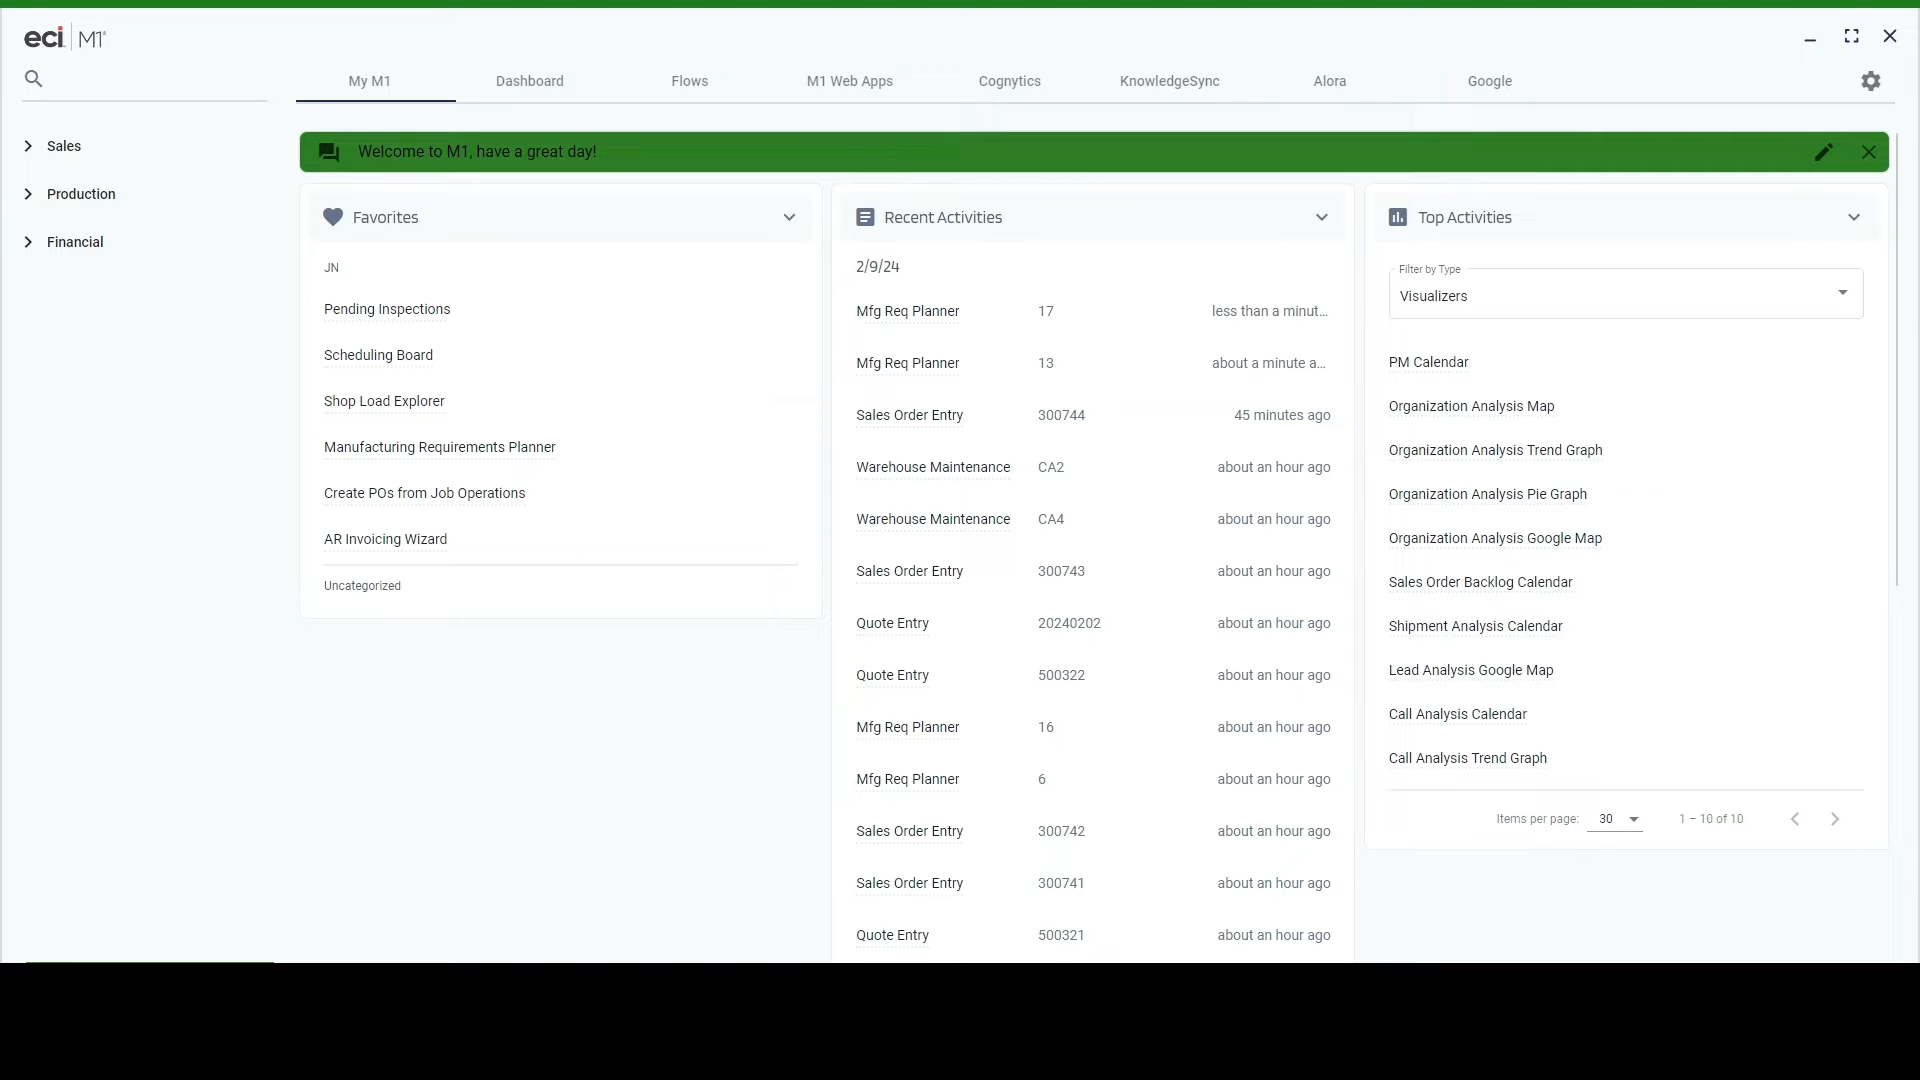 eci M1®
My M1 Dashboard Flows M1 Web Apps Cognytics KnowledgeSync Alora Google
Sales
Production
Financial
Welcome to M1, have a great day!
Favorites
JN
Pending Inspections
Scheduling Board
Shop Load Explorer
Manufacturing Requirements Planner
Create POs from Job Operations
AR Invoicing Wizard
Uncategorized
Recent Activities
2/9/24
Mfg Req Planner 17 less than a minut...
Mfg Req Planner 13 about a minute a...
Sales Order Entry 300744 45 minutes ago
Warehouse Maintenance CA2 about an hour ago
Warehouse Maintenance CA4 about an hour ago
Sales Order Entry 300743 about an hour ago
Quote Entry 20240202 about an hour ago
Quote Entry 500322 about an hour ago
Mfg Req Planner 16 about an hour ago
Mfg Req Planner 6 about an hour ago
Sales Order Entry 300742 about an hour ago
Sales Order Entry 300741 about an hour ago
Quote Entry 500321 about an hour ago
Top Activities
Filter by Type
Visualizers
PM Calendar
Organization Analysis Map
Organization Analysis Trend Graph
Organization Analysis Pie Graph
Organization Analysis Google Map
Sales Order Backlog Calendar
Shipment Analysis Calendar
Lead Analysis Google Map
Call Analysis Calendar
Call Analysis Trend Graph
Items per page: 30 1 – 10 of 10